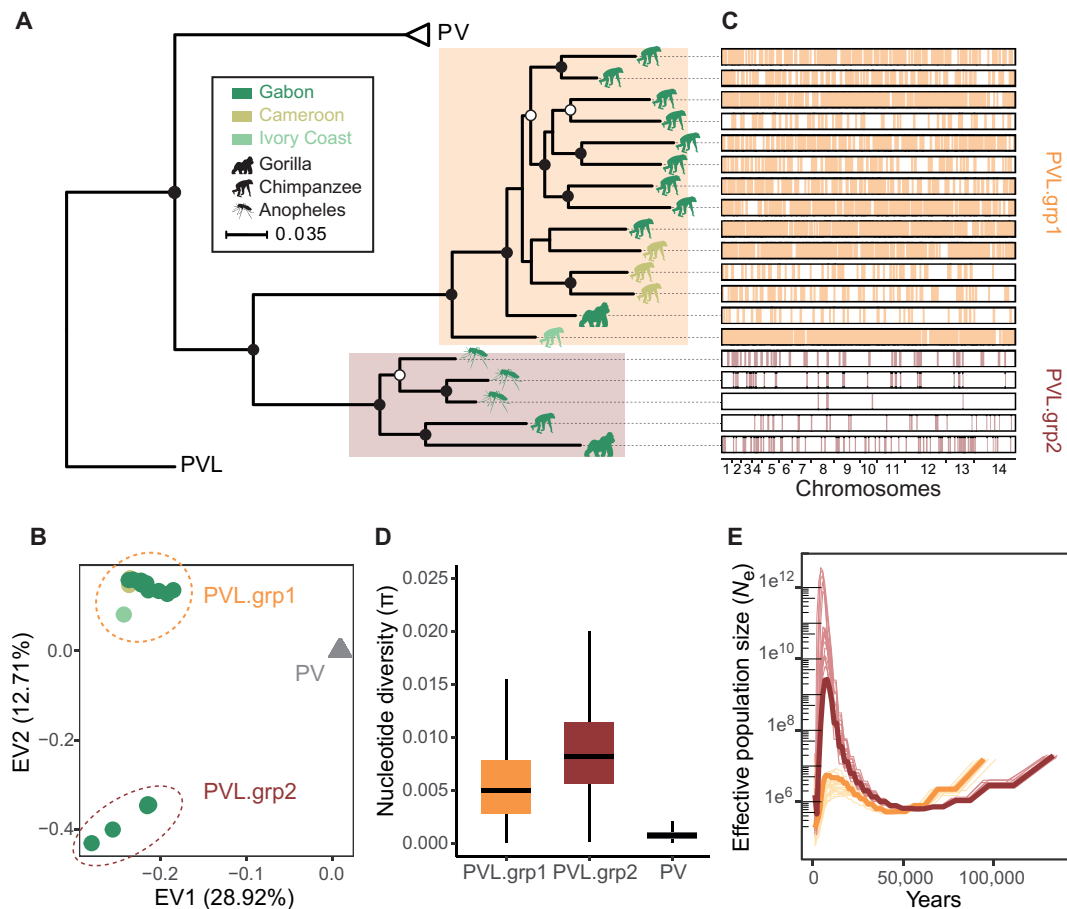 A
PV
Gabon
Cameroon
Ivory Coast
Gorilla
Chimpanzee
Anopheles
0.035
PVL
C
PVL.grp1
PVL.grp2
1 2 3 4 5 6 7 8 9 10 11 12 13 14
Chromosomes
B
EV2 (12.71%)
0.0
−0.2
−0.4
PVL.grp1
PV
PVL.grp2
−0.2 −0.1 0.0
EV1 (28.92%)
D
Nucleotide diversity (π)
0.025
0.020
0.015
0.010
0.005
0.000
PVL.grp1 PVL.grp2 PV
E
Effective population size (Ne)
1e12
1e10
1e8
1e6
0 50,000 100,000
Years